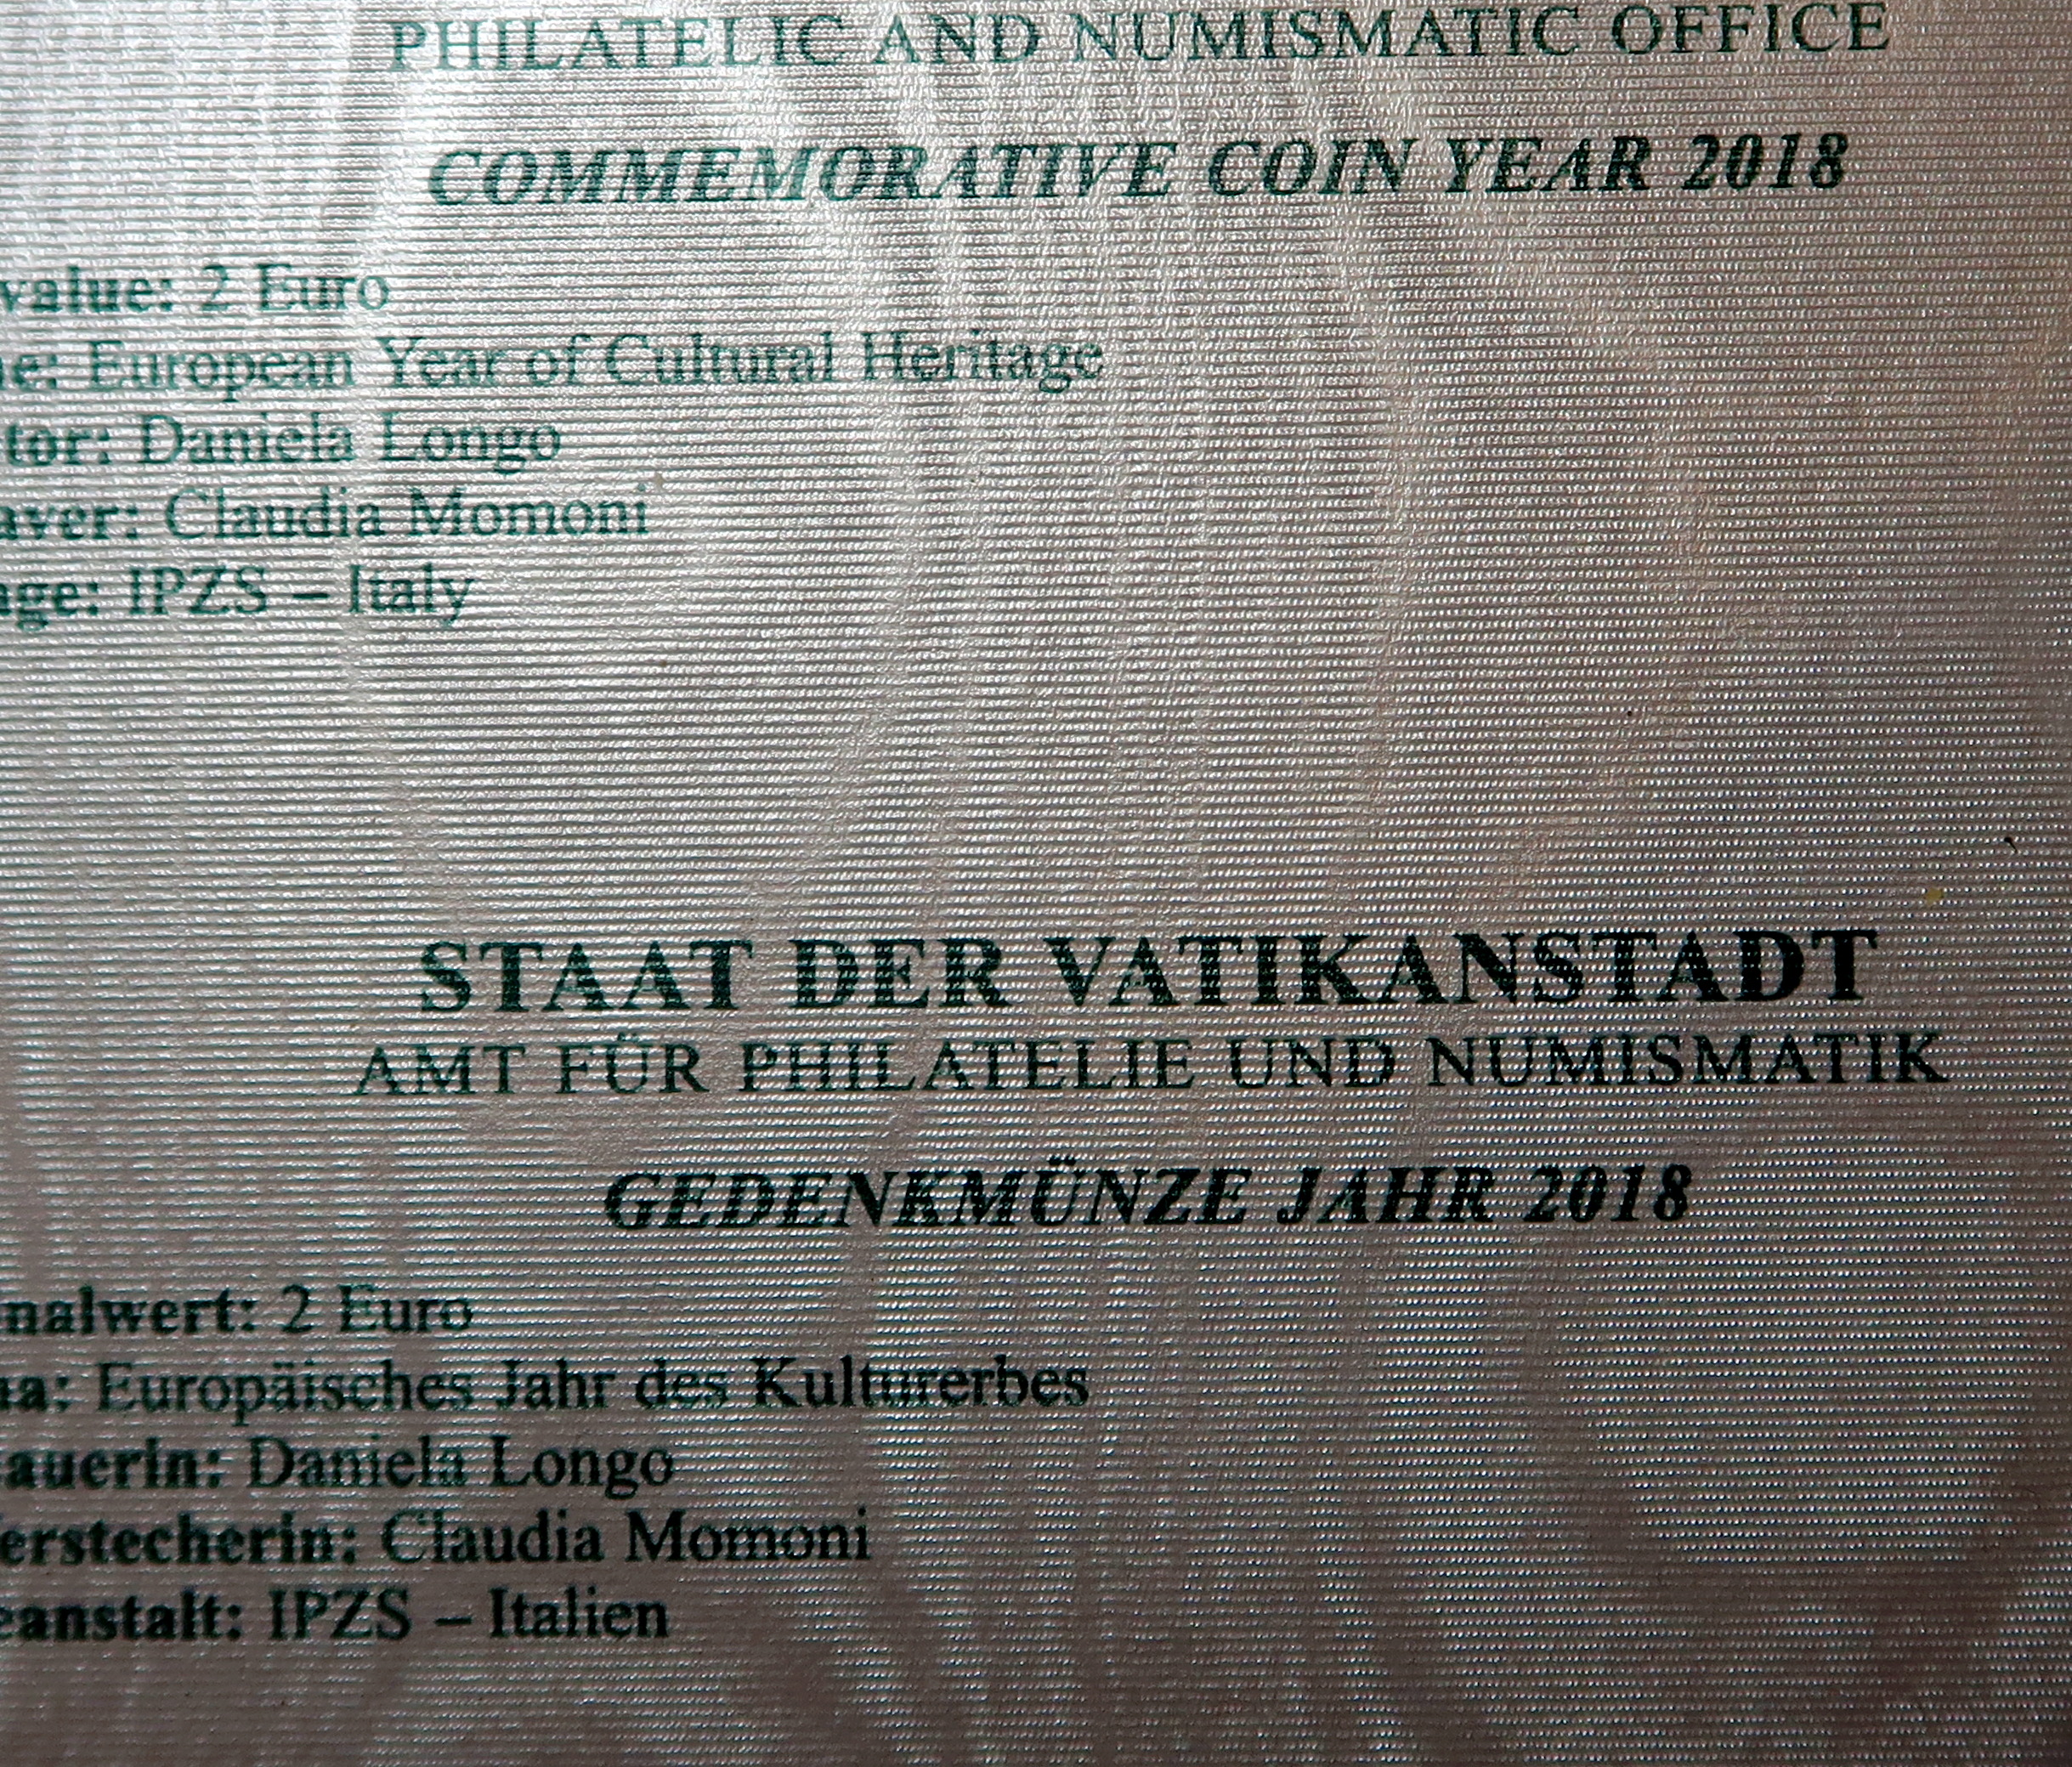 PHILATELIC AND NUMISMATIC OFFICE
COMMEMORATIVE COIN YEAR 2018
value: 2 Euro
e: European Year of Cultural Heritage
tor: Daniela Longo
aver: Claudia Momoni
age: IPZS – Italy
STAAT DER VATIKANSTADT
AMT FÜR PHILATELIE UND NUMISMATIK
GEDENKMÜNZE JAHR 2018
nalwert: 2 Euro
na: Europäisches Jahr des Kulturerbes
auerin: Daniela Longo
erstecherin: Claudia Momoni
eanstalt: IPZS – Italien